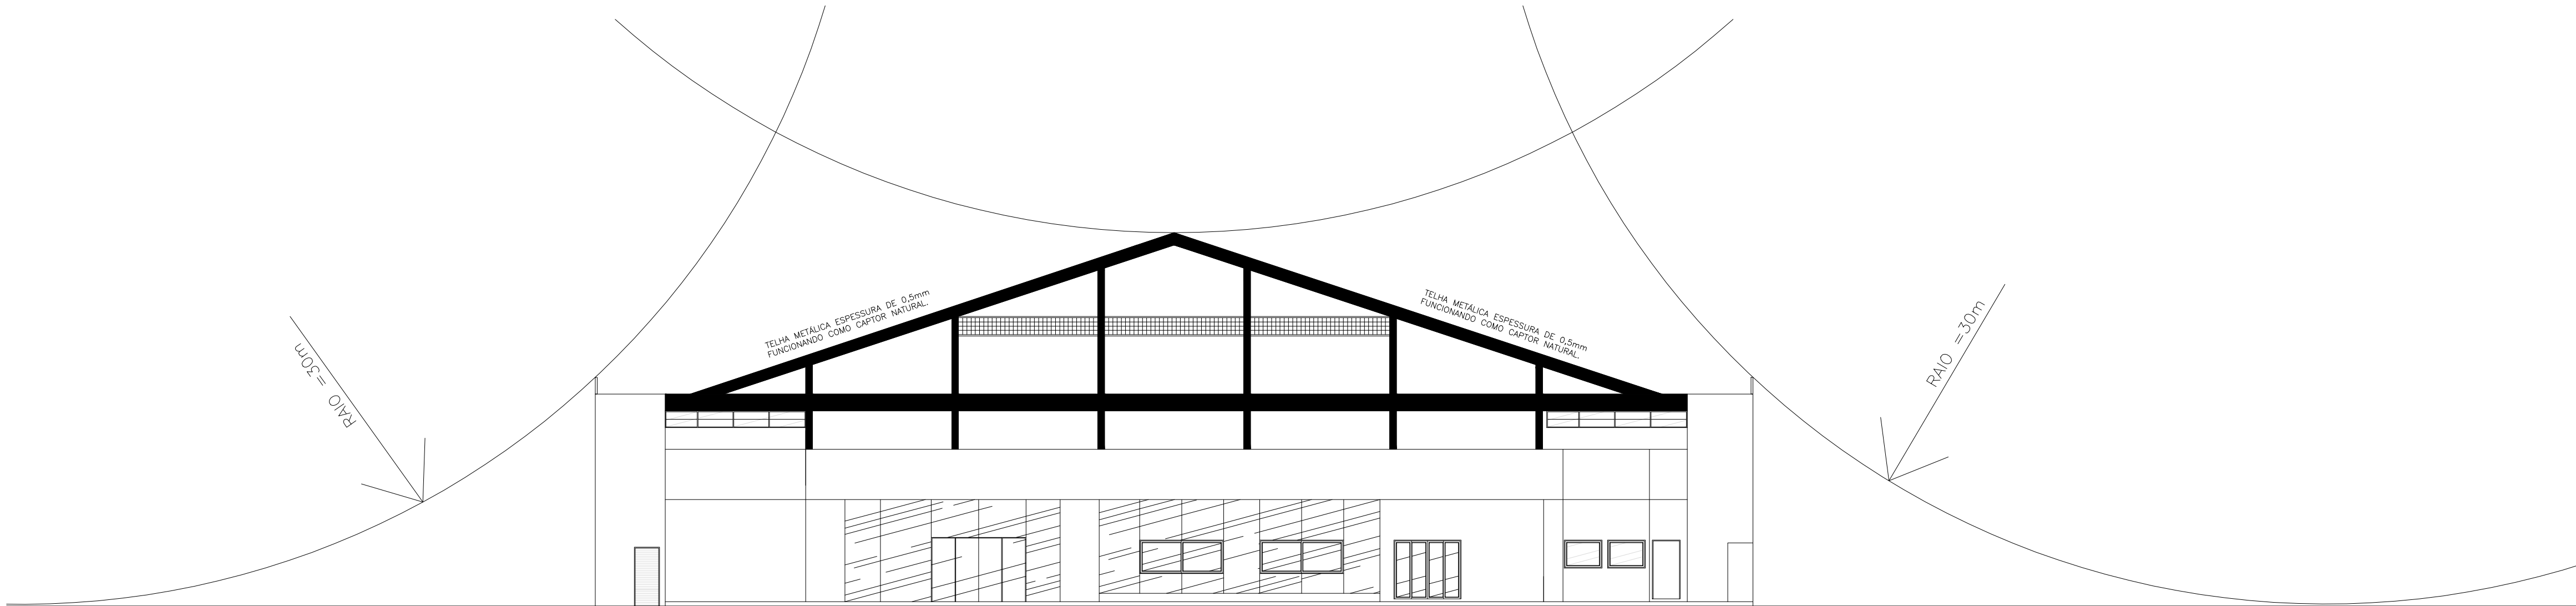 RAIO =30m
TELHA METÁLICA ESPESSURA DE 0,5mm
FUNCIONANDO COMO CAPTOR NATURAL.
TELHA METÁLICA ESPESSURA DE 0,5mm
FUNCIONANDO COMO CAPTOR NATURAL.
RAIO =30m